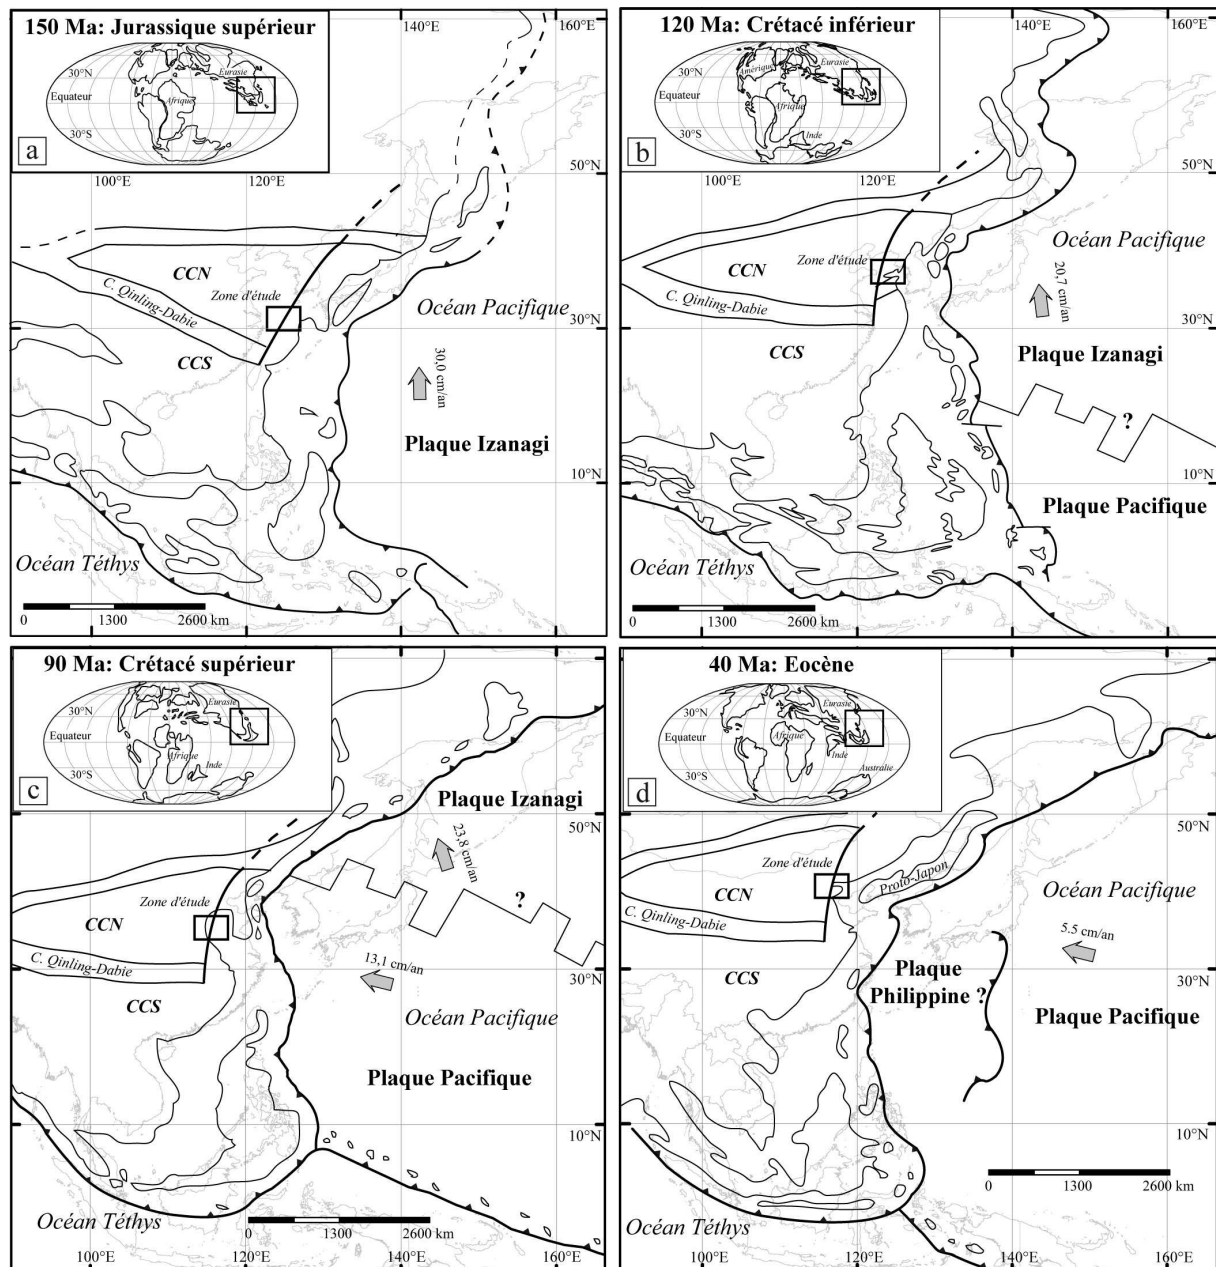 150 Ma: Jurassique supérieur
30°N
Eurasie
Equateur
Afrique
30°S
a
100°E
120°E
140°E
160°E
50°N
CCN
C. Qinling-Dabie
Zone d'étude
Océan Pacifique
30°N
CCS
30,0 cm/an
Plaque Izanagi
10°N
Océan Téthys
0
1300
2600 km
120 Ma: Crétacé inférieur
30°N
Amérique
Eurasie
Equateur
Afrique
30°S
Inde
b
100°E
120°E
140°E
160°E
50°N
Océan Pacifique
CCN
Zone d'étude
C. Qinling-Dabie
20,7 cm/an
30°N
CCS
Plaque Izanagi
?
10°N
Plaque Pacifique
Océan Téthys
0
1300
2600 km
90 Ma: Crétacé supérieur
30°N
Eurasie
Equateur
Afrique
Inde
30°S
c
Plaque Izanagi
50°N
23,8 cm/an
Zone d'étude
?
CCN
C. Qinling-Dabie
13,1 cm/an
30°N
CCS
Océan Pacifique
Plaque Pacifique
10°N
Océan Téthys
0
1300
2600 km
100°E
120°E
140°E
160°E
40 Ma: Eocène
30°N
Eurasie
Equateur
Afrique
Inde
30°S
Australie
d
50°N
Zone d'étude
Proto-Japon
Océan Pacifique
CCN
C. Qinling-Dabie
5.5 cm/an
CCS
Plaque
Philippine ?
30°N
Plaque Pacifique
10°N
0
1300
2600 km
Océan Téthys
100°E
120°E
140°E
160°E